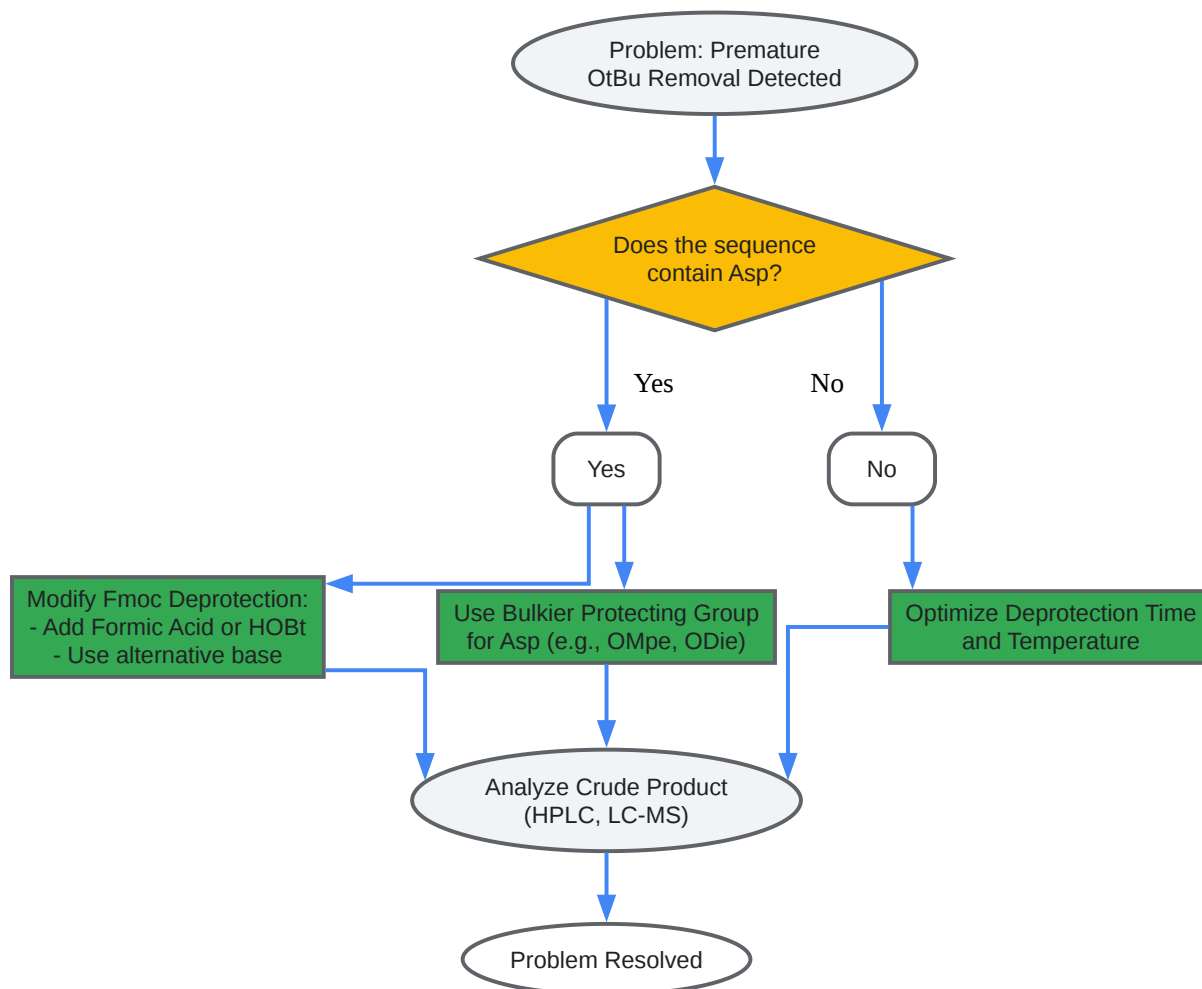 Problem: Premature
OtBu Removal Detected
Does the sequence
contain Asp?
Yes
No
Yes
No
Modify Fmoc Deprotection:
- Add Formic Acid or HOBt
- Use alternative base
Use Bulkier Protecting Group
for Asp (e.g., OMpe, ODie)
Optimize Deprotection Time
and Temperature
Analyze Crude Product
(HPLC, LC-MS)
Problem Resolved